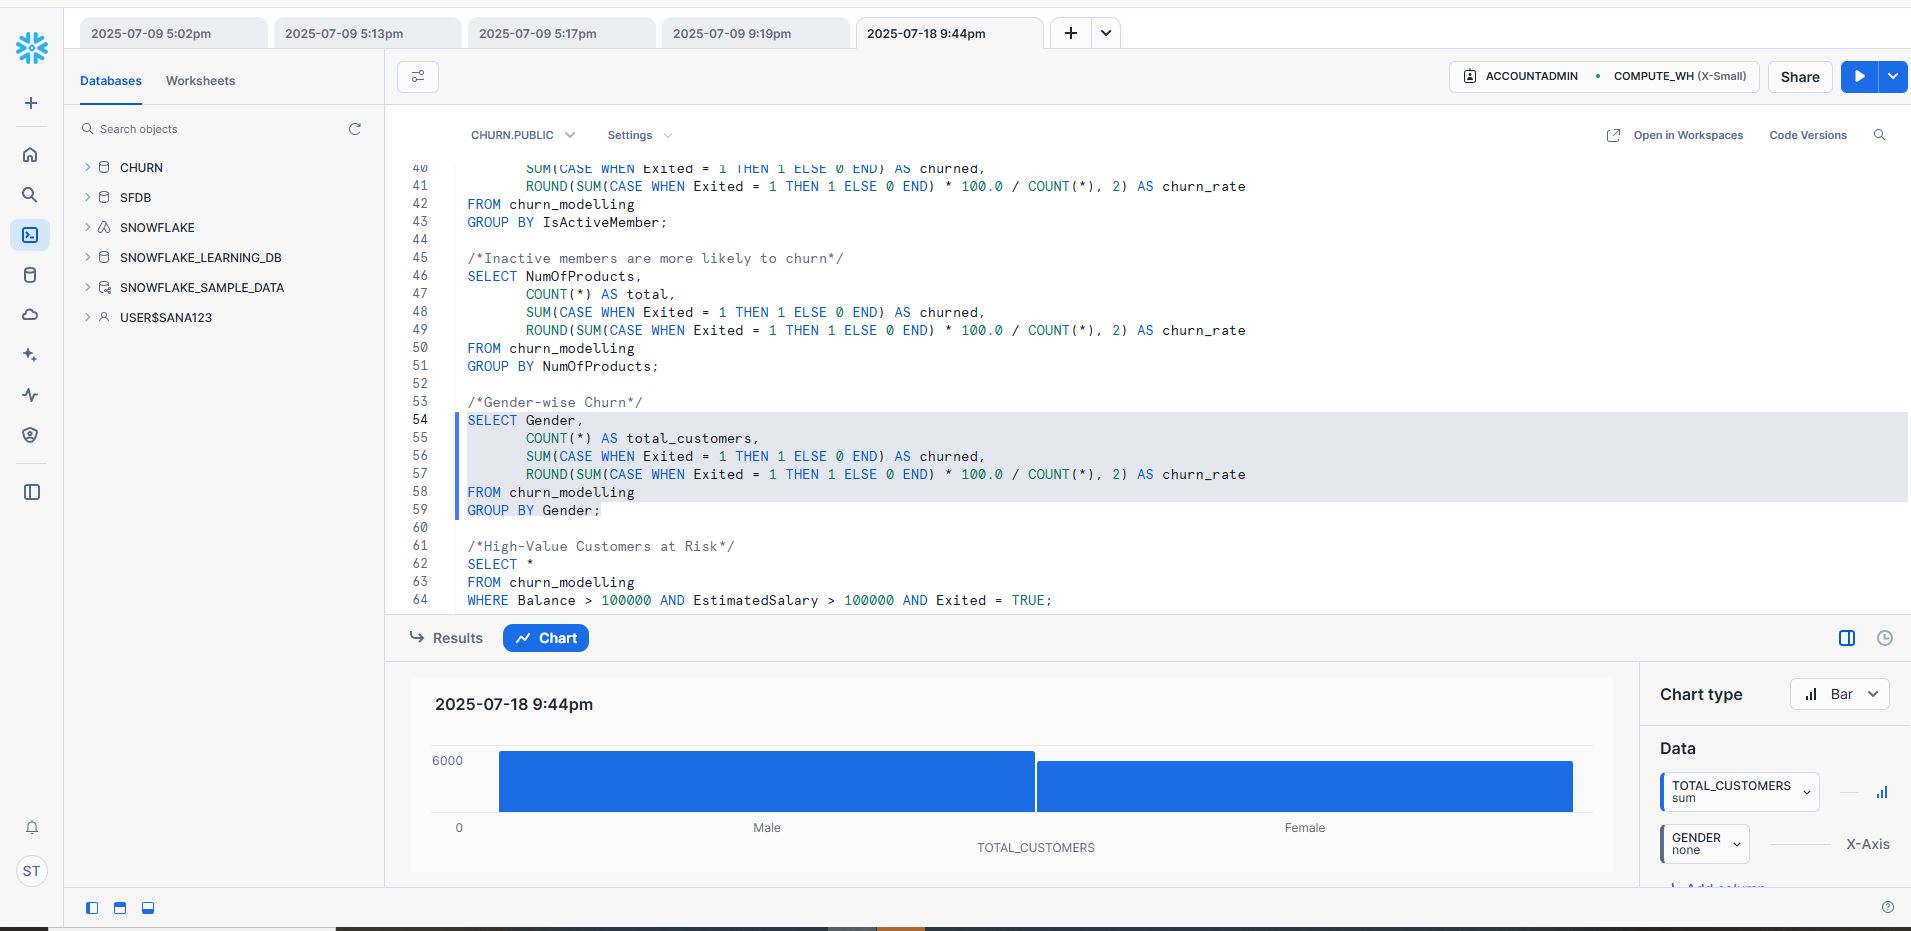 2025-07-09 5:02pm
2025-07-09 5:13pm
2025-07-09 5:17pm
2025-07-09 9:19pm
2025-07-18 9:44pm
Databases
Worksheets
Search objects
CHURN
SFDB
SNOWFLAKE
SNOWFLAKE_LEARNING_DB
SNOWFLAKE_SAMPLE_DATA
USER$SANA123
ST
ACCOUNTADMIN
COMPUTE_WH (X-Small)
Share
CHURN.PUBLIC
Settings
Open in Workspaces
Code Versions
40 SUM(CASE WHEN Exited = 1 THEN 1 ELSE 0 END) AS churned,
41 ROUND(SUM(CASE WHEN Exited = 1 THEN 1 ELSE 0 END) * 100.0 / COUNT(*), 2) AS churn_rate
42 FROM churn_modelling
43 GROUP BY IsActiveMember;
44
45 /*Inactive members are more likely to churn*/
46 SELECT NumOfProducts,
47 COUNT(*) AS total,
48 SUM(CASE WHEN Exited = 1 THEN 1 ELSE 0 END) AS churned,
49 ROUND(SUM(CASE WHEN Exited = 1 THEN 1 ELSE 0 END) * 100.0 / COUNT(*), 2) AS churn_rate
50 FROM churn_modelling
51 GROUP BY NumOfProducts;
52
53 /*Gender-wise Churn*/
54 SELECT Gender,
55 COUNT(*) AS total_customers,
56 SUM(CASE WHEN Exited = 1 THEN 1 ELSE 0 END) AS churned,
57 ROUND(SUM(CASE WHEN Exited = 1 THEN 1 ELSE 0 END) * 100.0 / COUNT(*), 2) AS churn_rate
58 FROM churn_modelling
59 GROUP BY Gender;
60
61 /*High-Value Customers at Risk*/
62 SELECT *
63 FROM churn_modelling
64 WHERE Balance > 100000 AND EstimatedSalary > 100000 AND Exited = TRUE;
Results
Chart
2025-07-18 9:44pm
6000
0
Male
Female
TOTAL_CUSTOMERS
Chart type
Bar
Data
TOTAL_CUSTOMERS
sum
GENDER
none
X-Axis
Add column